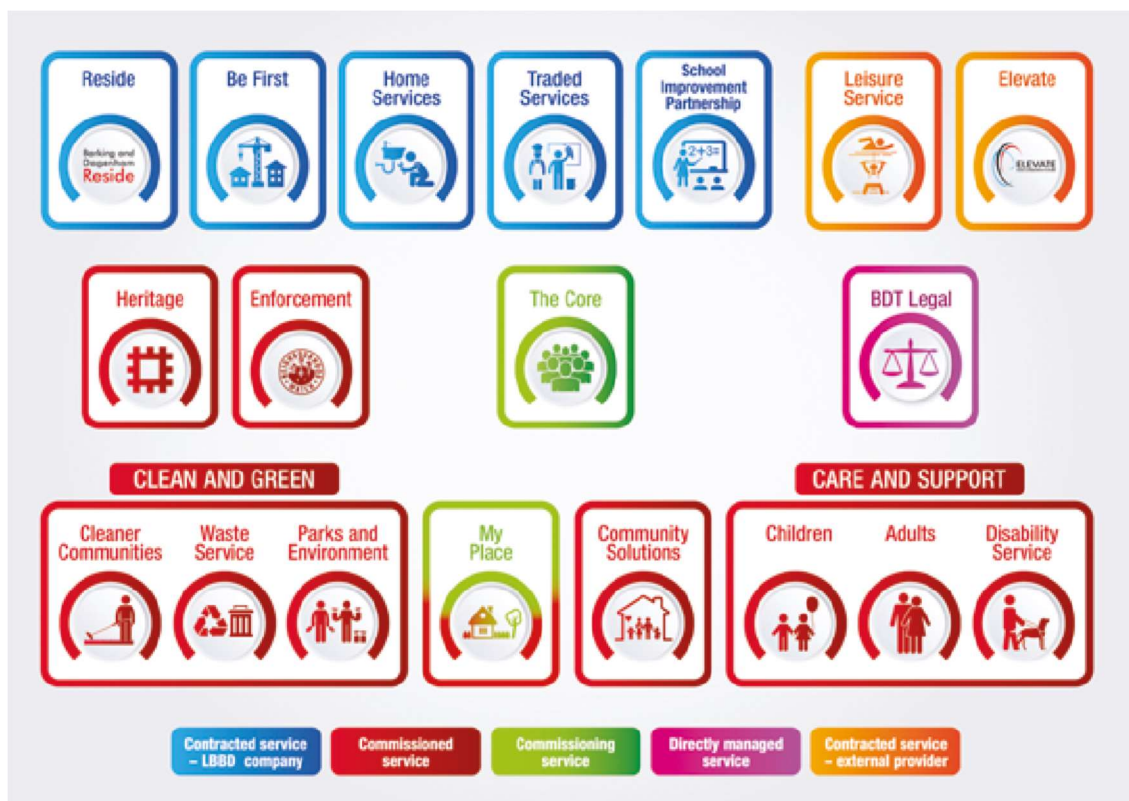 Reside
Be First
Home
Services
Traded
Services
School
Improvement
Partnership
Leisure
Service
Elevate
Barking and
Dagenham
Reside
2+3=
ELEVATE
Heritage
Enforcement
The Core
BDT Legal
CLEAN AND GREEN
CARE AND SUPPORT
Cleaner
Communities
Waste
Service
Parks and
Environment
My
Place
Community
Solutions
Children
Adults
Disability
Service
Contracted service
– LBBD company
Commissioned
service
Commissioning
service
Directly managed
service
Contracted service
– external provider